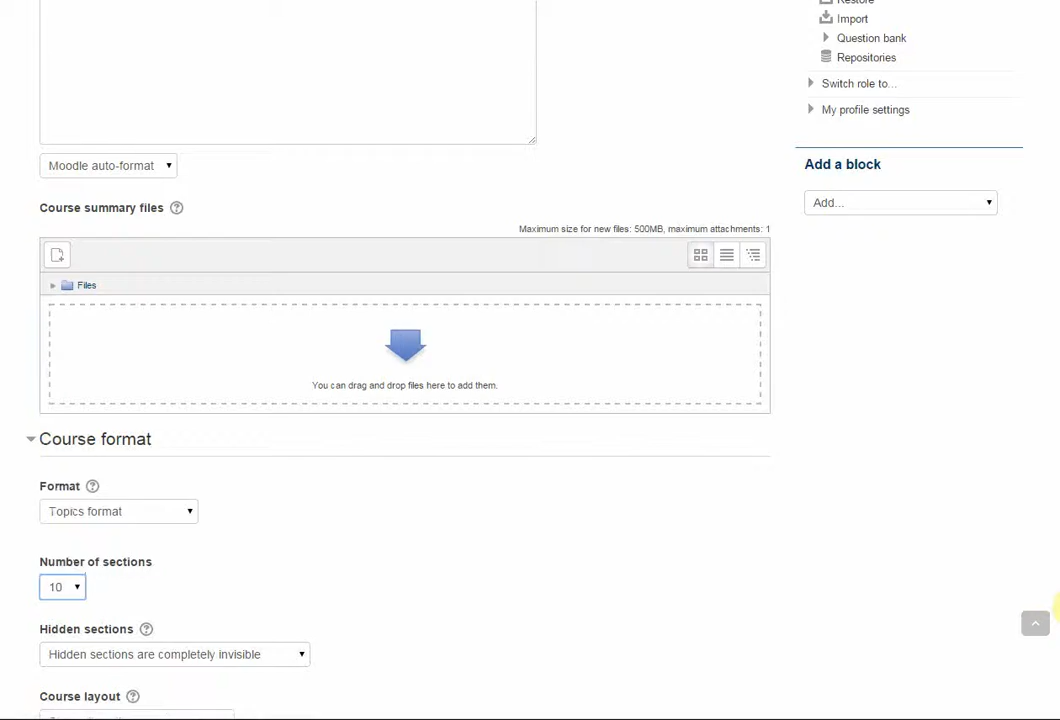 Restore
Import
Question bank
Repositories
Switch role to...
My profile settings
Add a block
Add...
Moodle auto-format
Course summary files
Maximum size for new files: 500MB, maximum attachments: 1
Files
You can drag and drop files here to add them.
Course format
Format
Topics format
Number of sections
10
Hidden sections
Hidden sections are completely invisible
Course layout